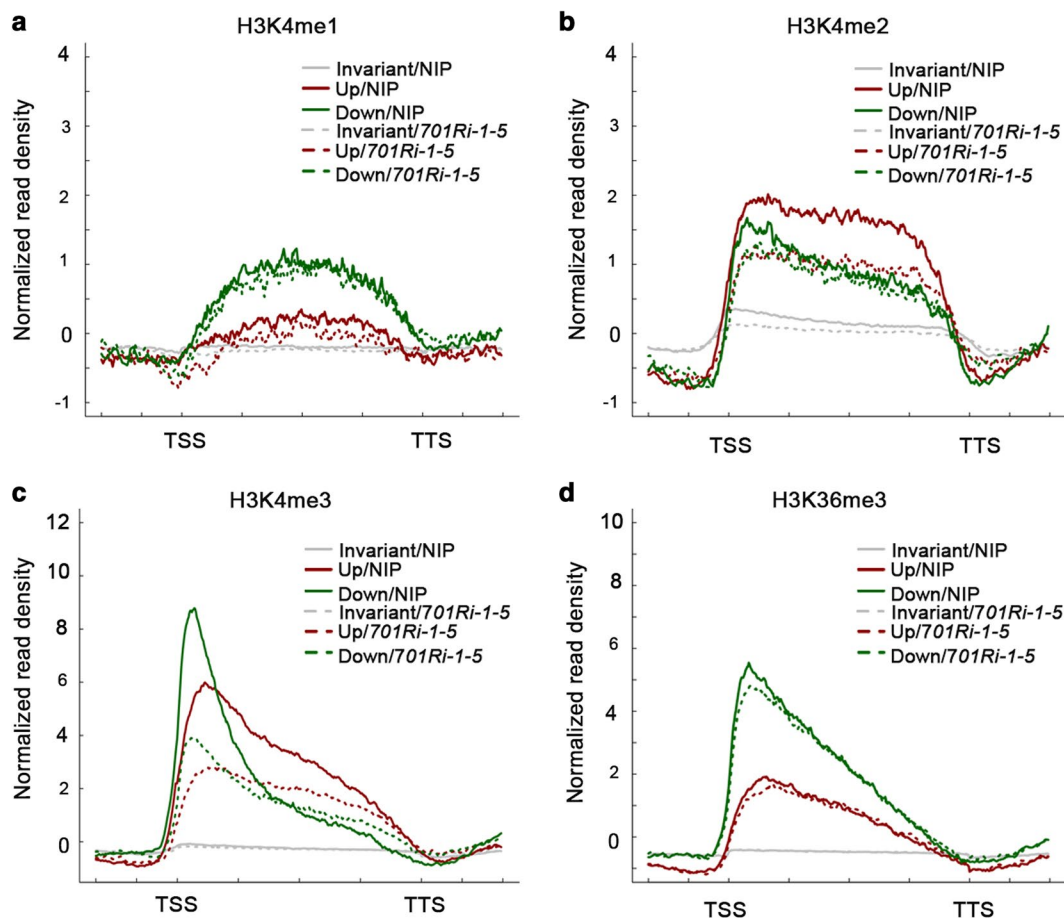 a
H3K4me1
4
3
2
1
0
-1
Normalized read density
Invariant/NIP
Up/NIP
Down/NIP
Invariant/701Ri-1-5
Up/701Ri-1-5
Down/701Ri-1-5
TSS TTS
b
H3K4me2
4
3
2
1
0
-1
Normalized read density
Invariant/NIP
Up/NIP
Down/NIP
Invariant/701Ri-1-5
Up/701Ri-1-5
Down/701Ri-1-5
TSS TTS
c
H3K4me3
12
10
8
6
4
2
0
Normalized read density
Invariant/NIP
Up/NIP
Down/NIP
Invariant/701Ri-1-5
Up/701Ri-1-5
Down/701Ri-1-5
TSS TTS
d
H3K36me3
10
8
6
4
2
0
Normalized read density
Invariant/NIP
Up/NIP
Down/NIP
Invariant/701Ri-1-5
Up/701Ri-1-5
Down/701Ri-1-5
TSS TTS